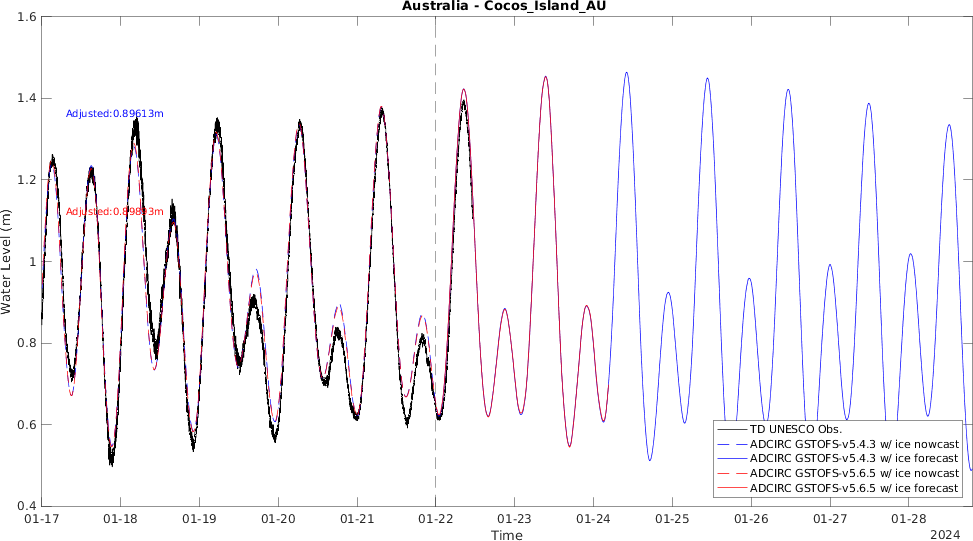 Australia - Cocos_Island_AU
1.6
1.4
1.2
1
0.8
0.6
0.4
Water Level (m)
Adjusted:0.89613m
Adjusted:0.89893m
TD UNESCO Obs.
ADCIRC GSTOFS-v5.4.3 w/ ice nowcast
ADCIRC GSTOFS-v5.4.3 w/ ice forecast
ADCIRC GSTOFS-v5.6.5 w/ ice nowcast
ADCIRC GSTOFS-v5.6.5 w/ ice forecast
01-17 01-18 01-19 01-20 01-21 01-22 01-23 01-24 01-25 01-26 01-27 01-28
Time
2024